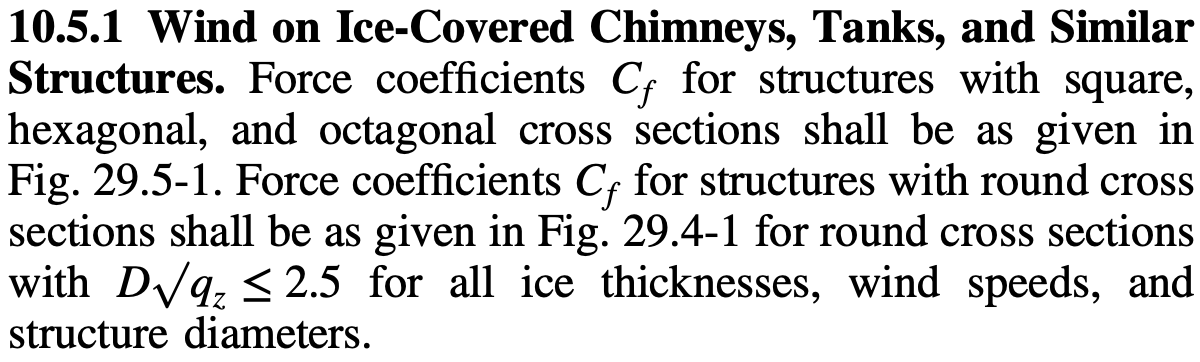 10.5.1 Wind on Ice-Covered Chimneys, Tanks, and Similar
Structures. Force coefficients C_f for structures with square,
hexagonal, and octagonal cross sections shall be as given in
Fig. 29.5-1. Force coefficients C_f for structures with round cross
sections shall be as given in Fig. 29.4-1 for round cross sections
with D√q_z ≤ 2.5 for all ice thicknesses, wind speeds, and
structure diameters.